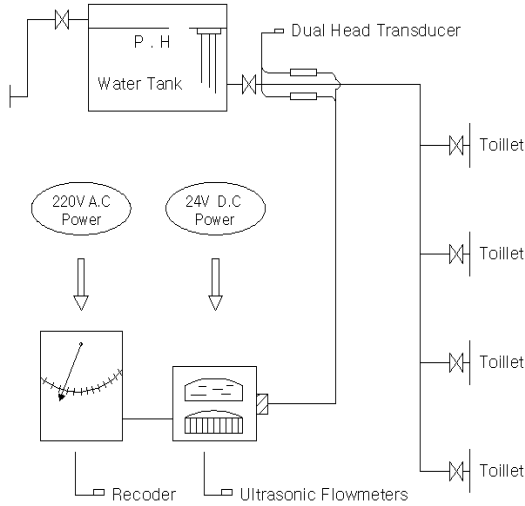 Dual Head Transducer
P . H
Water Tank
Toillet
220V A.C
Power
24V D.C
Power
Toillet
Toillet
Toillet
Recoder
Ultrasonic Flowmeters